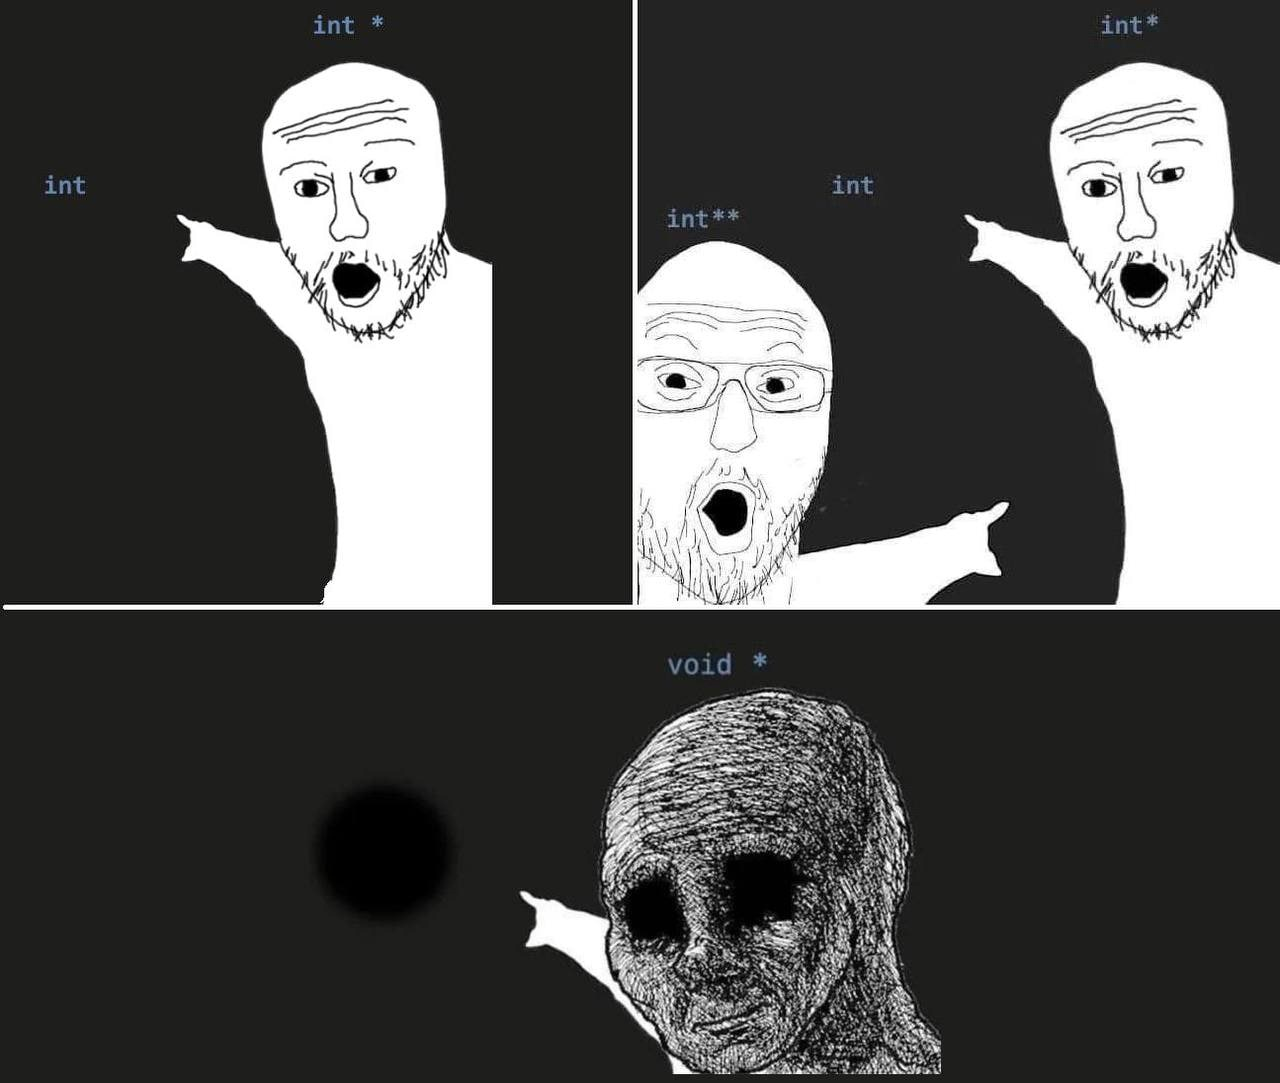 int *
int
int*
int
int**
void *